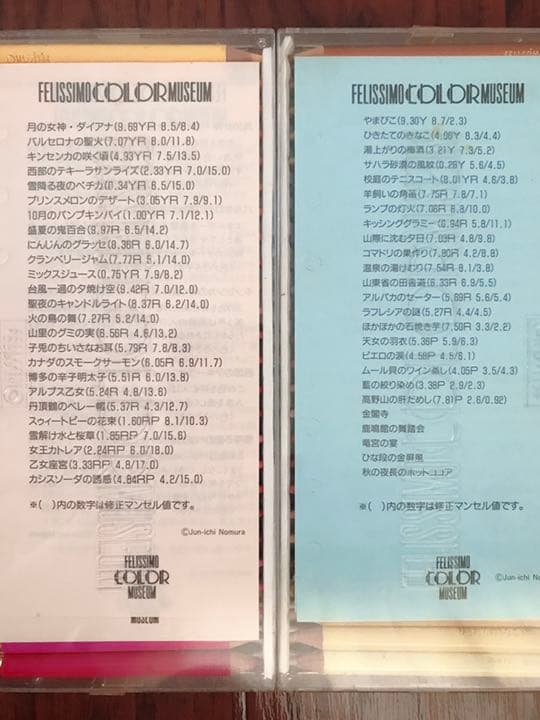 FELISSIMO COLOR MUSEUM
月の女神・ダイアナ(9.69YR 8.5/8.4)
バルセロナの聖火(7.07YR 8.0/11.8)
キンセンカの咲く頃(4.93YR 7.5/13.5)
西部のテキーラサンライズ(2.33YR 7.0/15.0)
雪降る夜のペチカ(0.34YR 6.5/15.0)
プリンスメロンのデザート(3.05YR 7.9/9.1)
10月のパンプキンパイ(1.00YR 7.1/12.1)
盛夏の鬼百合(9.97R 6.5/14.2)
にんじんのグラッセ(8.36R 6.0/14.7)
クランベリージャム(7.77R 5.1/14.0)
ミックスジュース(0.75YR 7.9/8.2)
台風一過の夕焼け空(9.42R 7.0/12.0)
聖夜のキャンドルライト(8.37R 6.2/14.0)
火の鳥の舞(7.27R 5.2/14.0)
山里のグミの実(6.56R 4.6/13.2)
子兎のちいさなお耳(5.79R 7.8/8.3)
カナダのスモークサーモン(6.05R 6.9/11.7)
博多の辛子明太子(5.51R 6.0/13.8)
アルプス乙女(5.24R 4.8/14.0)
丹頂鶴のベレー帽(5.37R 4.3/12.7)
スウィートピーの花束(1.60RP 8.1/10.3)
雪解け水と桜草(1.85RP 7.0/15.6)
女王カトレア(2.24RP 6.0/18.0)
乙女座宮(3.33RP 4.8/17.0)
カシスソーダの誘惑(4.84RP 4.2/15.0)
※( )内の数字は修正マンセル値です。
©Jun-ichi Nomura
FELISSIMO
COLOR
MUSEUM
MUSEUM
FELISSIMO COLOR MUSEUM
やまびこ(9.30Y 8.7/2.3)
ひきたてのきなこ(4.06Y 8.3/4.4)
湯上がりの梅酒(3.21Y 7.3/5.2)
サハラ砂漠の風紋(0.26Y 5.6/4.5)
校庭のテニスコート(8.01YR 4.6/3.8)
羊飼いの角笛(7.75R 7.8/7.1)
ランプの灯火(7.06R 6.8/10.0)
キッシンググラミー(6.94R 5.8/11.1)
山際に沈む夕日(7.03R 4.8/9.8)
コマドリの巣作り(7.80R 4.2/8.8)
温泉の湯けむり(7.54R 8.1/3.8)
山東省の田舎道(6.33R 6.9/5.5)
アルパカのセーター(5.69R 5.6/5.4)
ラフレシアの謎(5.27R 4.4/4.5)
ほかほかの石焼き芋(7.50R 3.3/2.2)
天女の羽衣(5.36P 5.9/6.3)
ピエロの涙(4.58P 4.5/6.1)
ムール貝のワイン蒸し(4.05P 3.5/4.3)
藍の絞り染め(3.38P 2.9/2.3)
高野山の肝だめし(7.81P 2.6/0.92)
金閣寺
鹿鳴館の舞踏会
竜宮の宴
ひな段の金屏風
秋の夜長のホットココア
※( )内の数字は修正マンセル値です。
©Jun-ichi Nomura
FELISSIMO
COLOR
MUSEUM